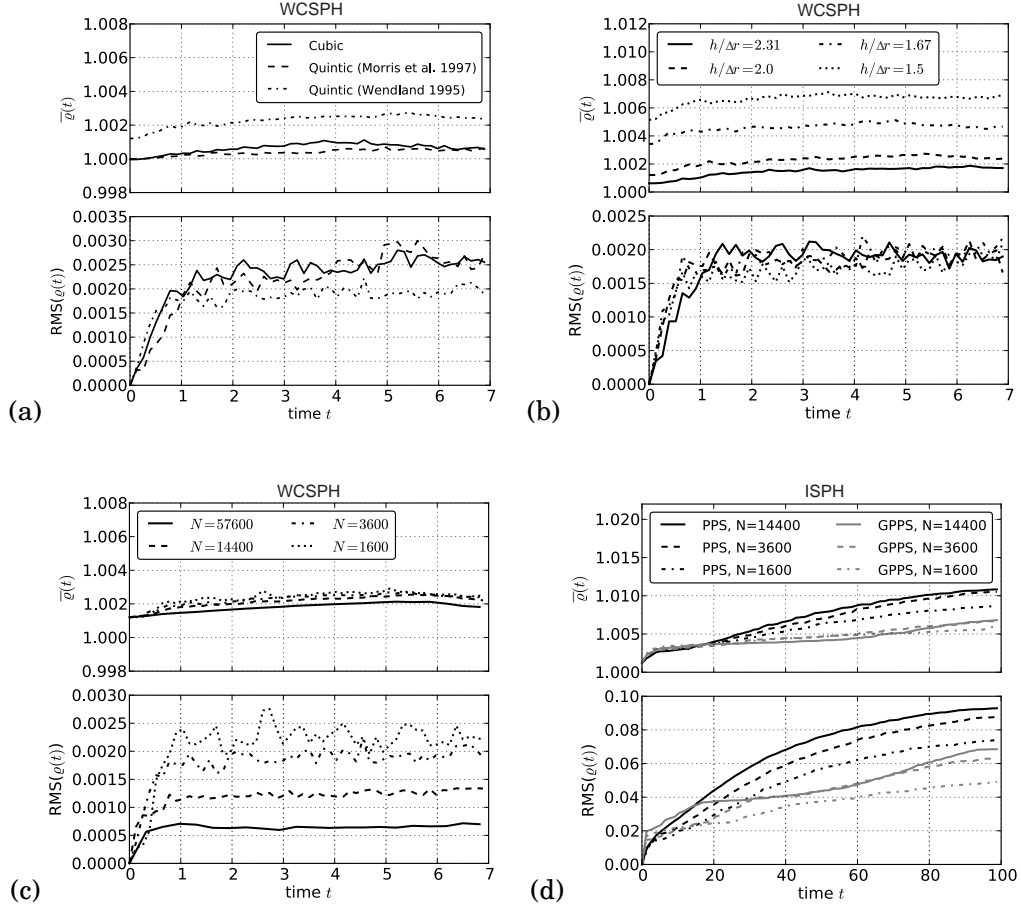 WCSPH
1.008
1.006
1.004
1.002
1.000
0.998
ϱ̅(t)
Cubic
Quintic (Morris et al. 1997)
Quintic (Wendland 1995)
0.0035
0.0030
0.0025
0.0020
0.0015
0.0010
0.0005
0.0000
RMS(ϱ(t))
0 1 2 3 4 5 6 7
time t
(a)
WCSPH
1.012
1.010
1.008
1.006
1.004
1.002
1.000
ϱ̅(t)
h/Δr=2.31 h/Δr=1.67
h/Δr=2.0 h/Δr=1.5
0.0025
0.0020
0.0015
0.0010
0.0005
0.0000
RMS(ϱ(t))
0 1 2 3 4 5 6 7
time t
(b)
WCSPH
1.008
1.006
1.004
1.002
1.000
0.998
ϱ̅(t)
N=57600 N=3600
N=14400 N=1600
0.0030
0.0025
0.0020
0.0015
0.0010
0.0005
0.0000
RMS(ϱ(t))
0 1 2 3 4 5 6 7
time t
(c)
ISPH
1.020
1.015
1.010
1.005
1.000
ϱ̅(t)
PPS, N=14400 GPPS, N=14400
PPS, N=3600 GPPS, N=3600
PPS, N=1600 GPPS, N=1600
0.10
0.08
0.06
0.04
0.02
0.00
RMS(ϱ(t))
0 20 40 60 80 100
time t
(d)